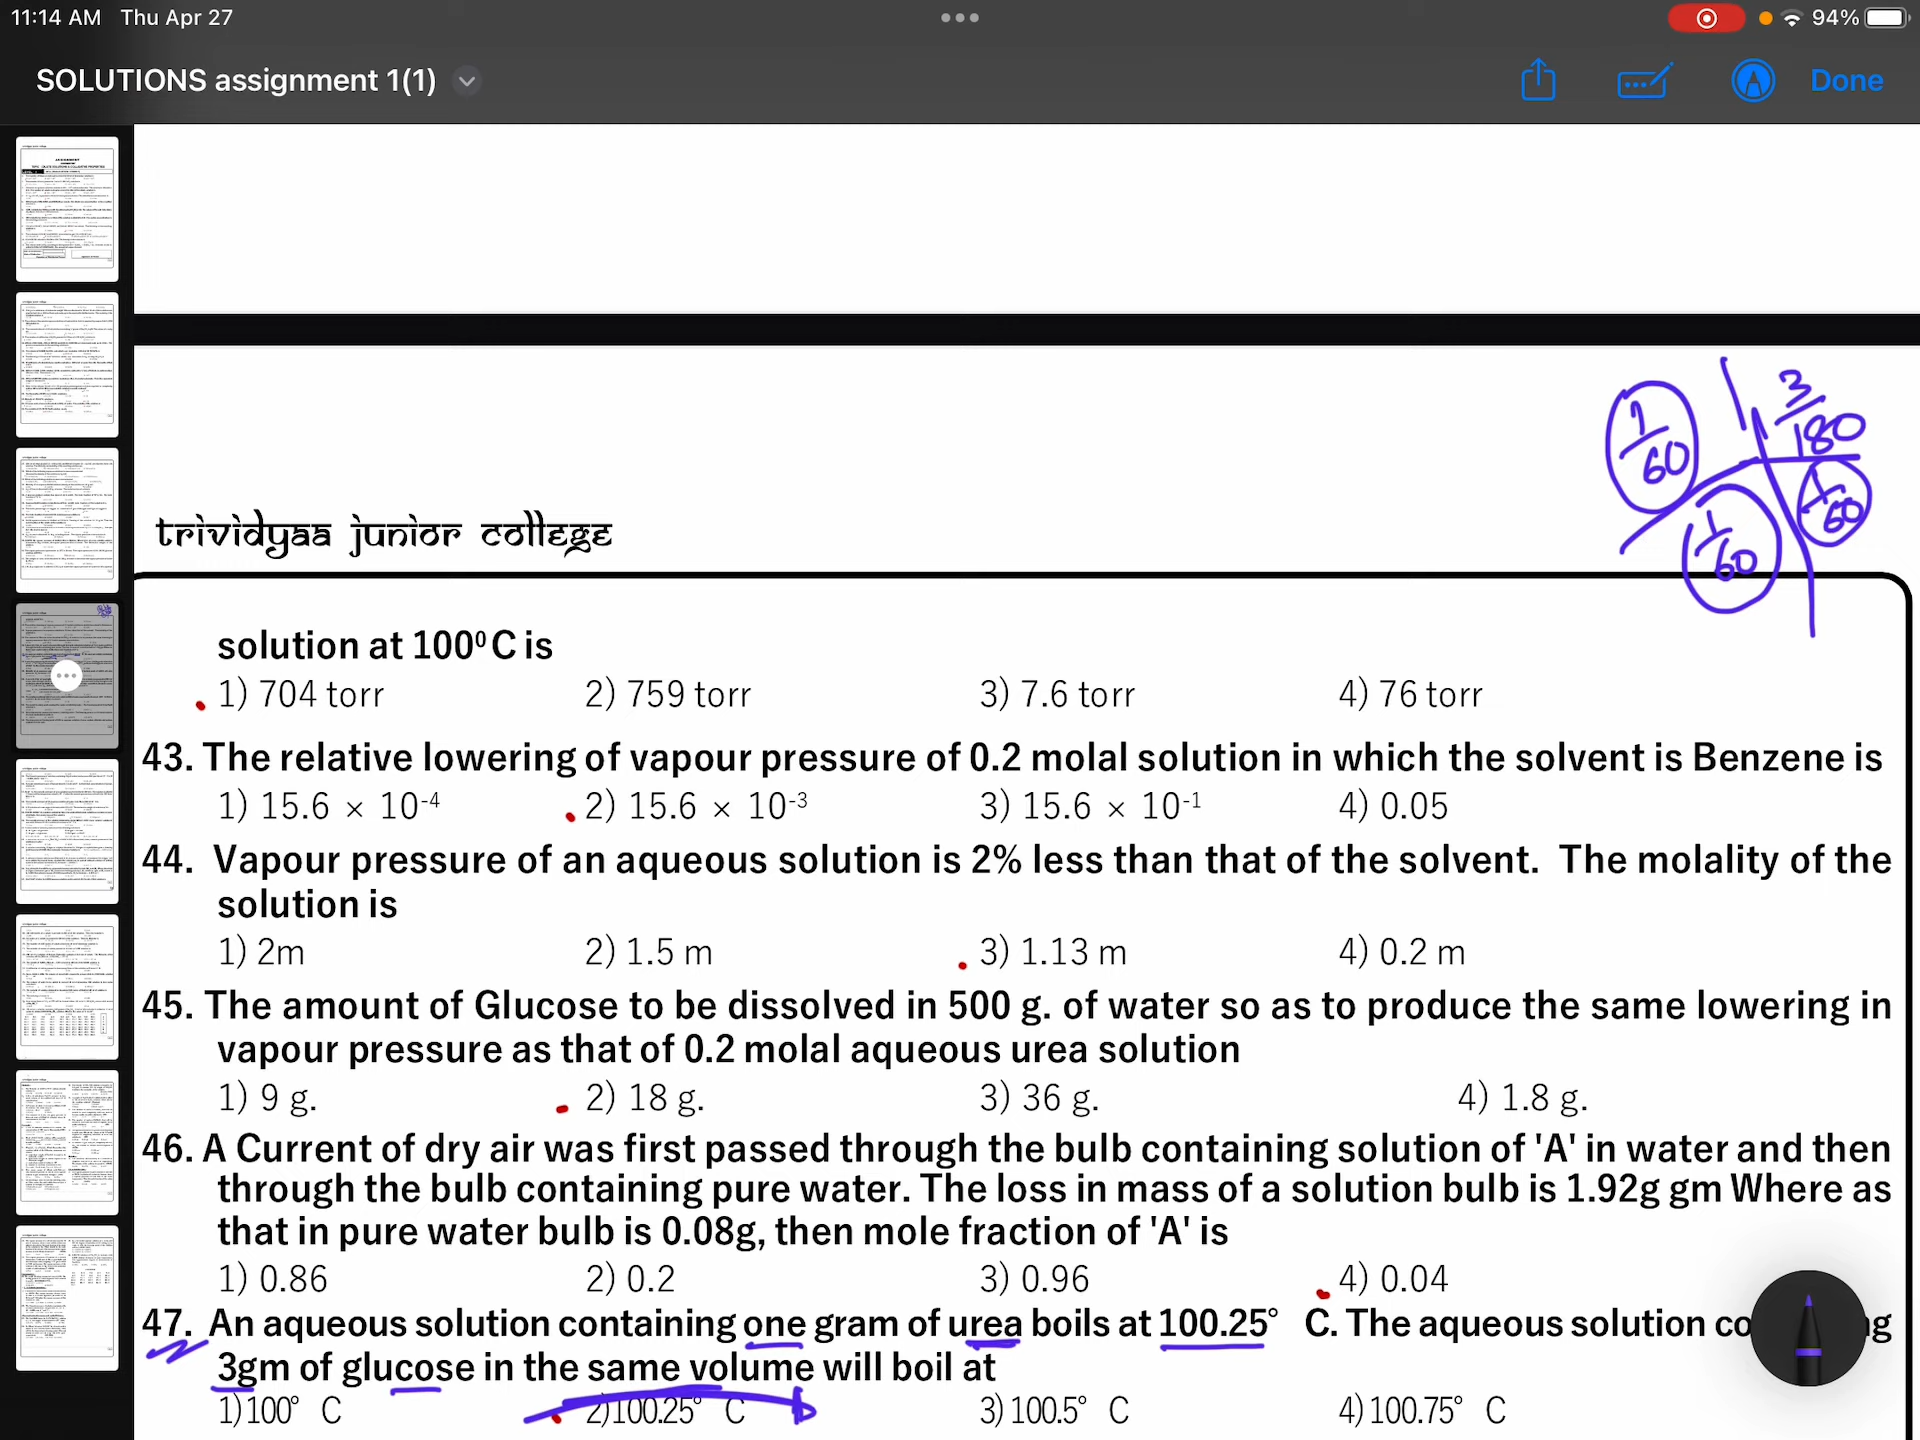 11:14 AM Thu Apr 27
94%
SOLUTIONS assignment 1(1)
Done
1/60
3/180
1/60
1/60
Trividyaa Junior College
solution at 100⁰ C is
1) 704 torr 2) 759 torr 3) 7.6 torr 4) 76 torr
43. The relative lowering of vapour pressure of 0.2 molal solution in which the solvent is Benzene is
1) 15.6 × 10⁻⁴ 2) 15.6 × 10⁻³ 3) 15.6 × 10⁻¹ 4) 0.05
44. Vapour pressure of an aqueous solution is 2% less than that of the solvent. The molality of the
solution is
1) 2m 2) 1.5 m 3) 1.13 m 4) 0.2 m
45. The amount of Glucose to be dissolved in 500 g. of water so as to produce the same lowering in
vapour pressure as that of 0.2 molal aqueous urea solution
1) 9 g. 2) 18 g. 3) 36 g. 4) 1.8 g.
46. A Current of dry air was first passed through the bulb containing solution of 'A' in water and then
through the bulb containing pure water. The loss in mass of a solution bulb is 1.92g gm Where as
that in pure water bulb is 0.08g, then mole fraction of 'A' is
1) 0.86 2) 0.2 3) 0.96 4) 0.04
47. An aqueous solution containing one gram of urea boils at 100.25° C. The aqueous solution
3gm of glucose in the same volume will boil at
1)100° C 2)100.25° C 3) 100.5° C 4) 100.75° C